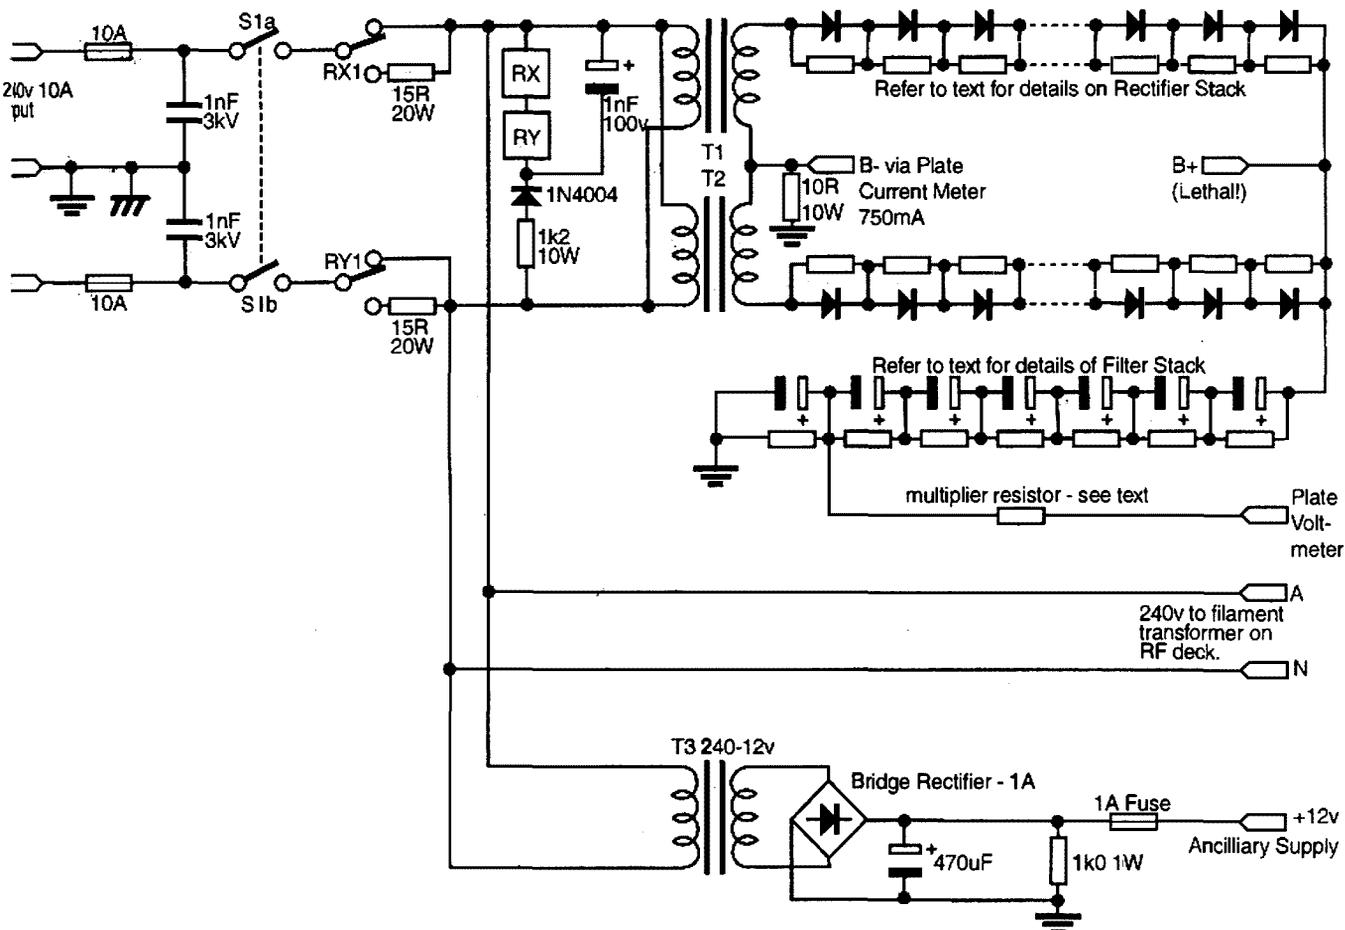 10A
S1a
240v 10A
put
1nF
3kV
RX1
15R
20W
RX
RY
+
1nF
100v
1N4004
1k2
10W
1nF
3kV
RY1
10A
S1b
15R
20W
T1
T2
Refer to text for details on Rectifier Stack
B- via Plate
Current Meter
750mA
10R
10W
B+
(Lethal!)
Refer to text for details of Filter Stack
+ + + + + + +
multiplier resistor - see text
Plate
Volt-
meter
A
240v to filament
transformer on
RF deck.
N
T3 240-12v
Bridge Rectifier - 1A
1A Fuse
+12v
Ancilliary Supply
+
470uF
1k0 1W